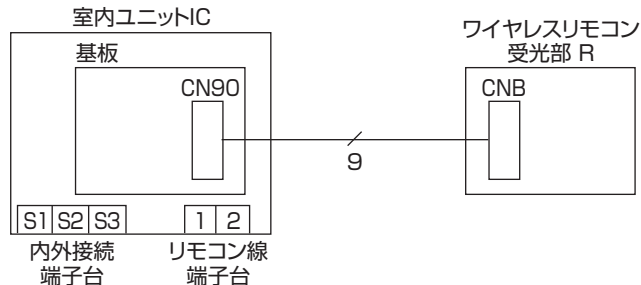 室内ユニットIC
基板
CN90
ワイヤレスリモコン
受光部 R
CNB
9
S1 S2 S3
1 2
内外接続
端子台
リモコン線
端子台